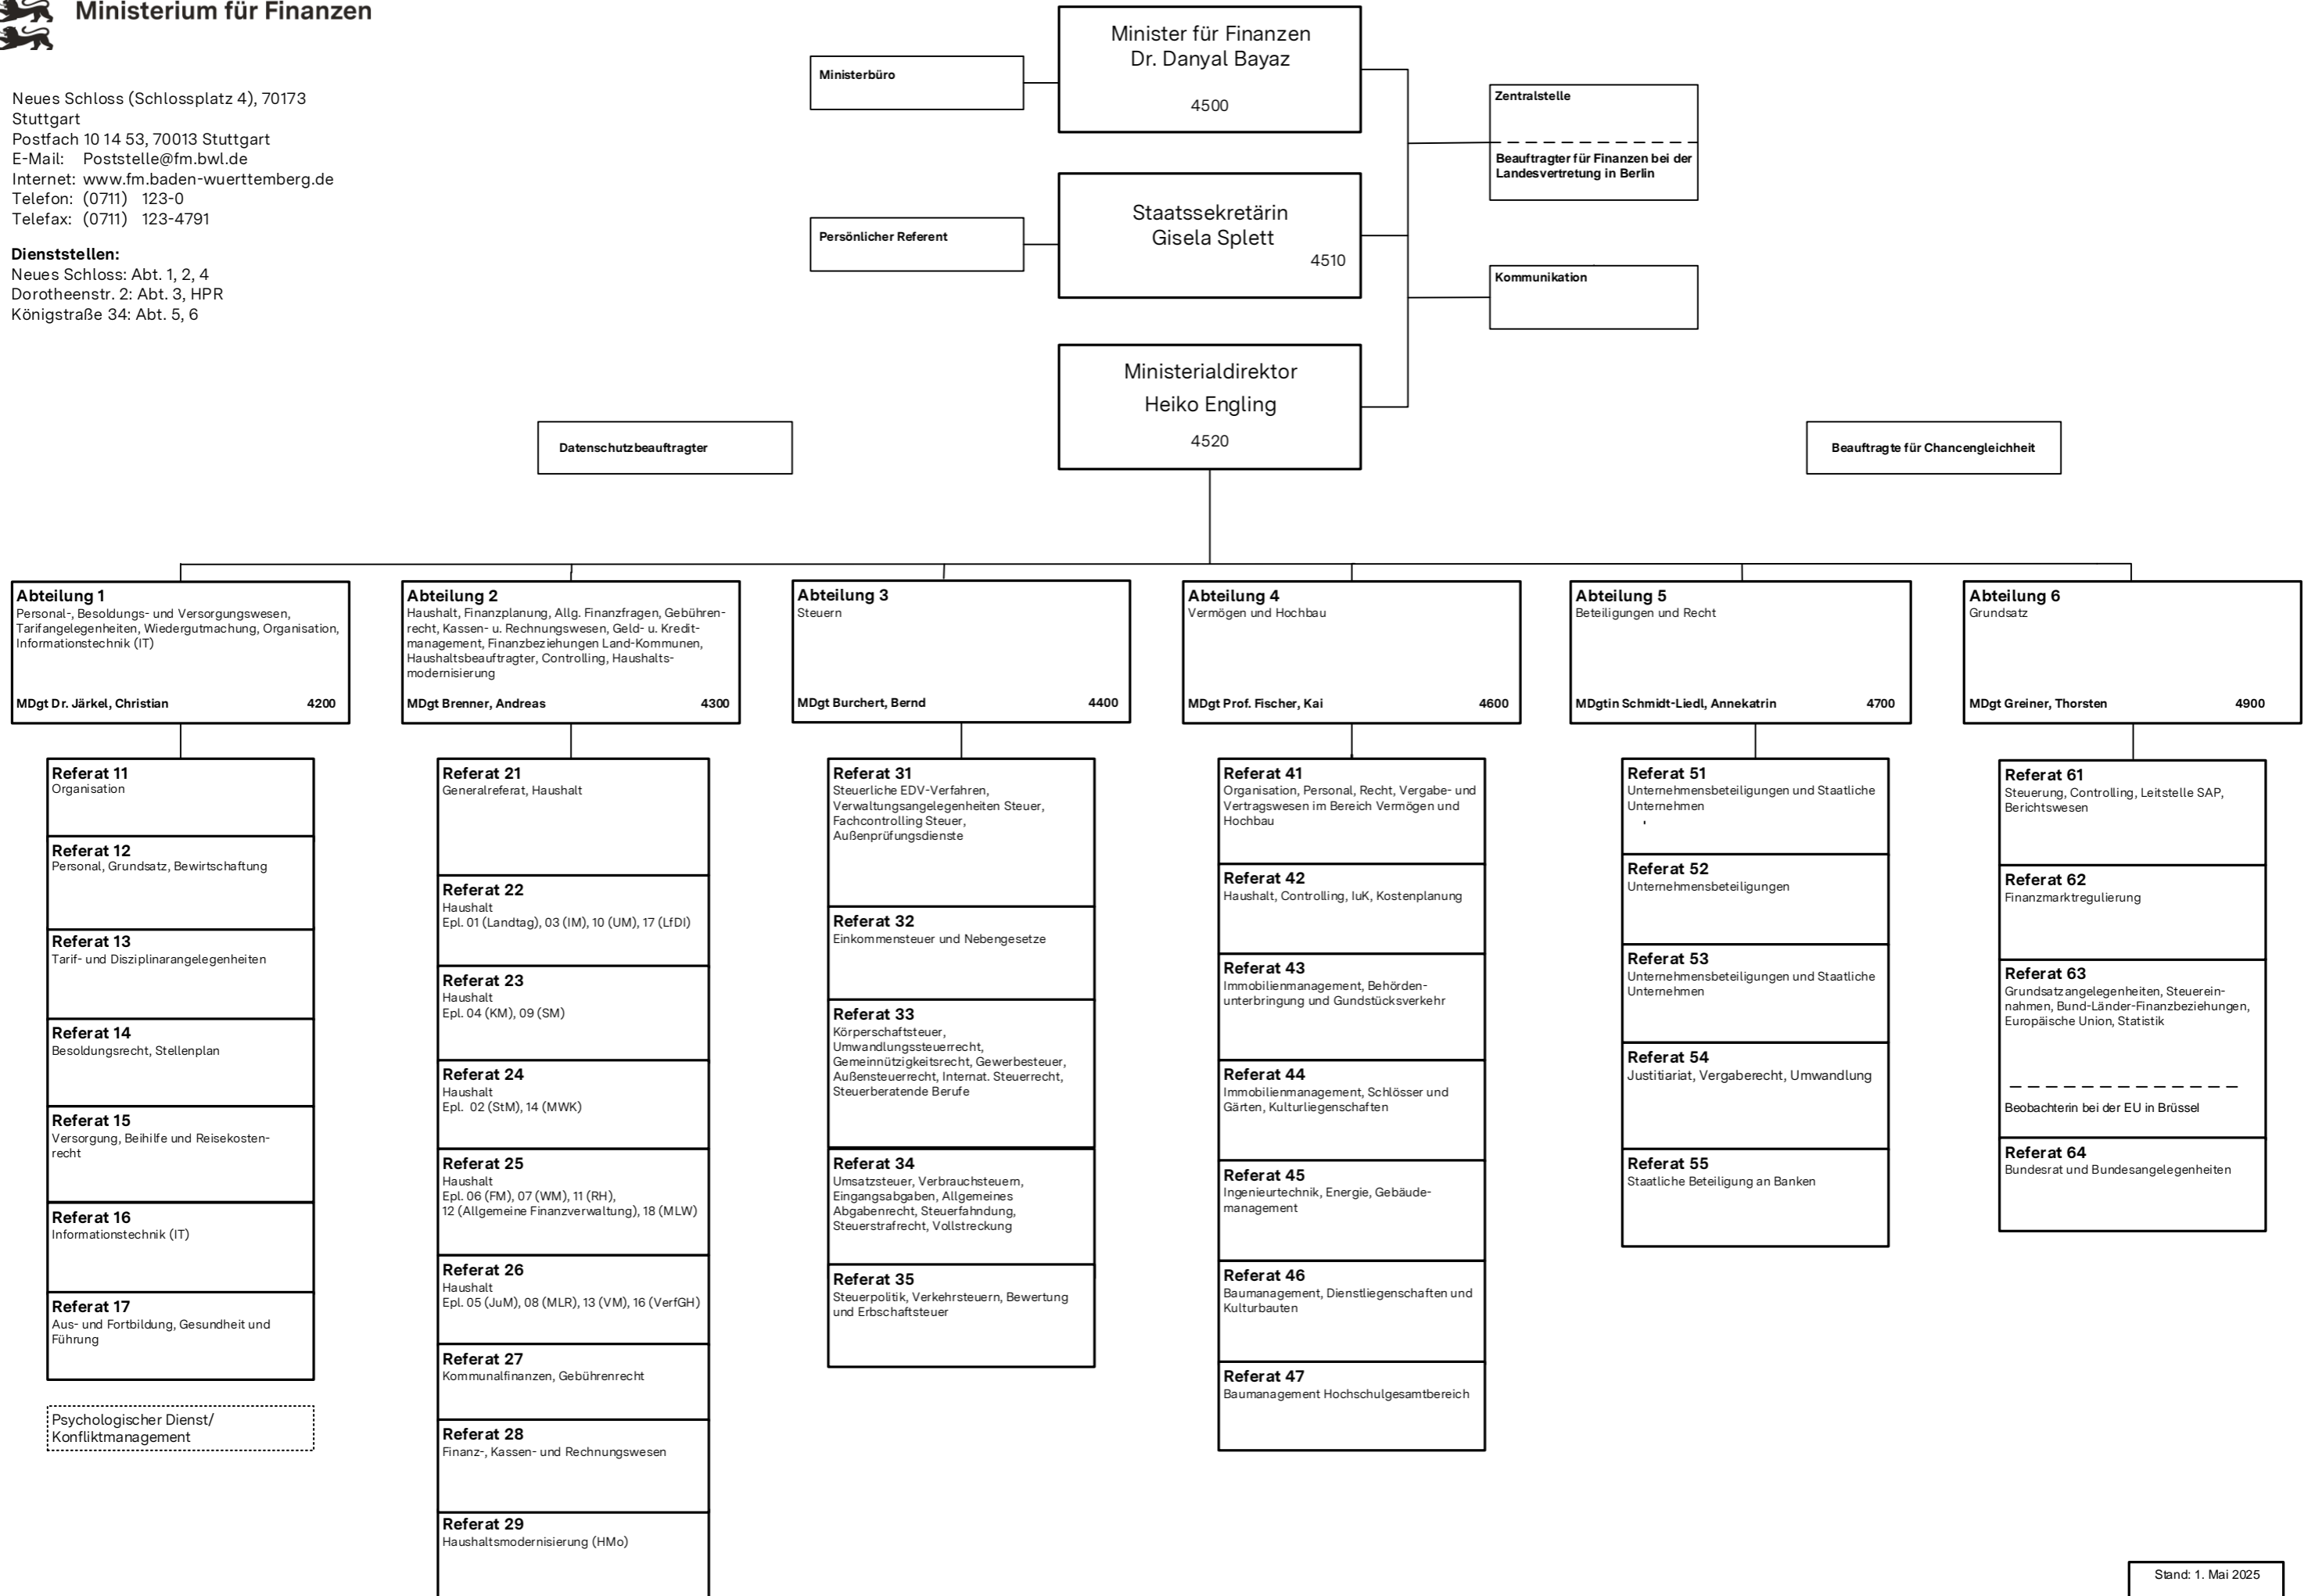 Ministerium für Finanzen
Neues Schloss (Schlossplatz 4), 70173
Stuttgart
Postfach 10 14 53, 70013 Stuttgart
E-Mail: Poststelle@fm.bwl.de
Internet: www.fm.baden-wuerttemberg.de
Telefon: (0711) 123-0
Telefax: (0711) 123-4791
Dienststellen:
Neues Schloss: Abt. 1, 2, 4
Dorotheenstr. 2: Abt. 3, HPR
Königstraße 34: Abt. 5, 6
Minister für Finanzen
Dr. Danyal Bayaz
4500
Ministerbüro
Zentralstelle
Beauftragter für Finanzen bei der
Landesvertretung in Berlin
Staatssekretärin
Gisela Splett
4510
Persönlicher Referent
Kommunikation
Ministerialdirektor
Heiko Engling
4520
Datenschutzbeauftragter
Beauftragte für Chancengleichheit
Abteilung 1
Personal-, Besoldungs- und Versorgungswesen,
Tarifangelegenheiten, Wiedergutmachung, Organisation,
Informationstechnik (IT)
MDgt Dr. Järkel, Christian 4200
Referat 11
Organisation
Referat 12
Personal, Grundsatz, Bewirtschaftung
Referat 13
Tarif- und Disziplinarangelegenheiten
Referat 14
Besoldungsrecht, Stellenplan
Referat 15
Versorgung, Beihilfe und Reisekosten-
recht
Referat 16
Informationstechnik (IT)
Referat 17
Aus- und Fortbildung, Gesundheit und
Führung
Psychologischer Dienst/
Konfliktmanagement
Abteilung 2
Haushalt, Finanzplanung, Allg. Finanzfragen, Gebühren-
recht, Kassen- u. Rechnungswesen, Geld- u. Kredit-
management, Finanzbeziehungen Land-Kommunen,
Haushaltsbeauftragter, Controlling, Haushalts-
modernisierung
MDgt Brenner, Andreas 4300
Referat 21
Generalreferat, Haushalt
Referat 22
Haushalt
Epl. 01 (Landtag), 03 (IM), 10 (UM), 17 (LfDI)
Referat 23
Haushalt
Epl. 04 (KM), 09 (SM)
Referat 24
Haushalt
Epl. 02 (StM), 14 (MWK)
Referat 25
Haushalt
Epl. 06 (FM), 07 (WM), 11 (RH),
12 (Allgemeine Finanzverwaltung), 18 (MLW)
Referat 26
Haushalt
Epl. 05 (JuM), 08 (MLR), 13 (VM), 16 (VerfGH)
Referat 27
Kommunalfinanzen, Gebührenrecht
Referat 28
Finanz-, Kassen- und Rechnungswesen
Referat 29
Haushaltsmodernisierung (HMo)
Abteilung 3
Steuern
MDgt Burchert, Bernd 4400
Referat 31
Steuerliche EDV-Verfahren,
Verwaltungsangelegenheiten Steuer,
Fachcontrolling Steuer,
Außenprüfungsdienste
Referat 32
Einkommensteuer und Nebengesetze
Referat 33
Körperschaftsteuer,
Umwandlungssteuerrecht,
Gemeinnützigkeitsrecht, Gewerbesteuer,
Außensteuerrecht, Internat. Steuerrecht,
Steuerberatende Berufe
Referat 34
Umsatzsteuer, Verbrauchsteuern,
Eingangsabgaben, Allgemeines
Abgabenrecht, Steuerfahndung,
Steuerstrafrecht, Vollstreckung
Referat 35
Steuerpolitik, Verkehrsteuern, Bewertung
und Erbschaftsteuer
Abteilung 4
Vermögen und Hochbau
MDgt Prof. Fischer, Kai 4600
Referat 41
Organisation, Personal, Recht, Vergabe- und
Vertragswesen im Bereich Vermögen und
Hochbau
Referat 42
Haushalt, Controlling, IuK, Kostenplanung
Referat 43
Immobilienmanagement, Behörden-
unterbringung und Gundstücksverkehr
Referat 44
Immobilienmanagement, Schlösser und
Gärten, Kulturliegenschaften
Referat 45
Ingenieurtechnik, Energie, Gebäude-
management
Referat 46
Baumanagement, Dienstliegenschaften und
Kulturbauten
Referat 47
Baumanagement Hochschulgesamtbereich
Abteilung 5
Beteiligungen und Recht
MDgtin Schmidt-Liedl, Annekatrin 4700
Referat 51
Unternehmensbeteiligungen und Staatliche
Unternehmen
Referat 52
Unternehmensbeteiligungen
Referat 53
Unternehmensbeteiligungen und Staatliche
Unternehmen
Referat 54
Justitiariat, Vergaberecht, Umwandlung
Referat 55
Staatliche Beteiligung an Banken
Abteilung 6
Grundsatz
MDgt Greiner, Thorsten 4900
Referat 61
Steuerung, Controlling, Leitstelle SAP,
Berichtswesen
Referat 62
Finanzmarktregulierung
Referat 63
Grundsatzangelegenheiten, Steuerein-
nahmen, Bund-Länder-Finanzbeziehungen,
Europäische Union, Statistik
Beobachterin bei der EU in Brüssel
Referat 64
Bundesrat und Bundesangelegenheiten
Stand: 1. Mai 2025